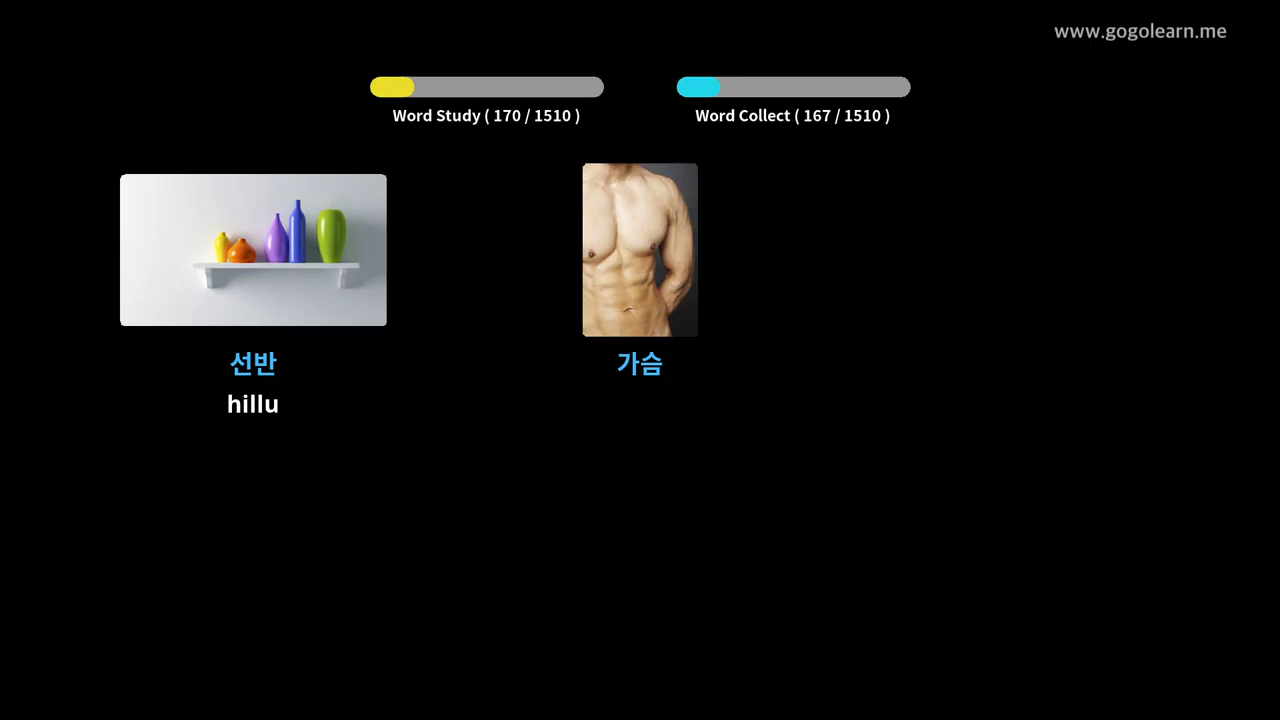 www.gogolearn.me
Word Study ( 170 / 1510 )
Word Collect ( 167 / 1510 )
선반
hillu
가슴